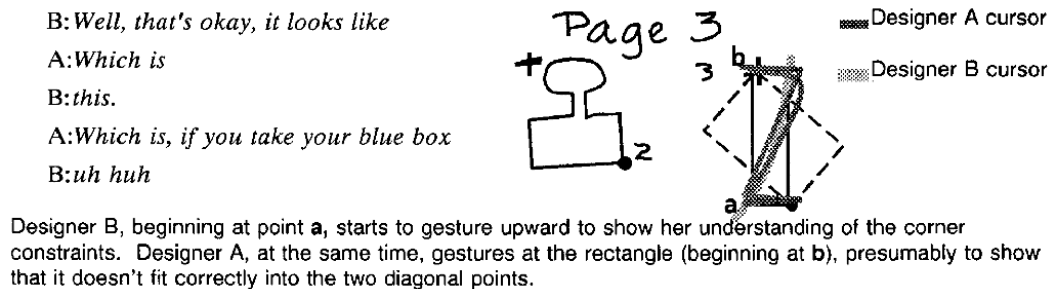 B: Well, that's okay, it looks like
A: Which is
B: this.
A: Which is, if you take your blue box
B: uh huh
Page 3
+
2
b
3
a
Designer A cursor
Designer B cursor
Designer B, beginning at point a, starts to gesture upward to show her understanding of the corner
constraints. Designer A, at the same time, gestures at the rectangle (beginning at b), presumably to show
that it doesn't fit correctly into the two diagonal points.